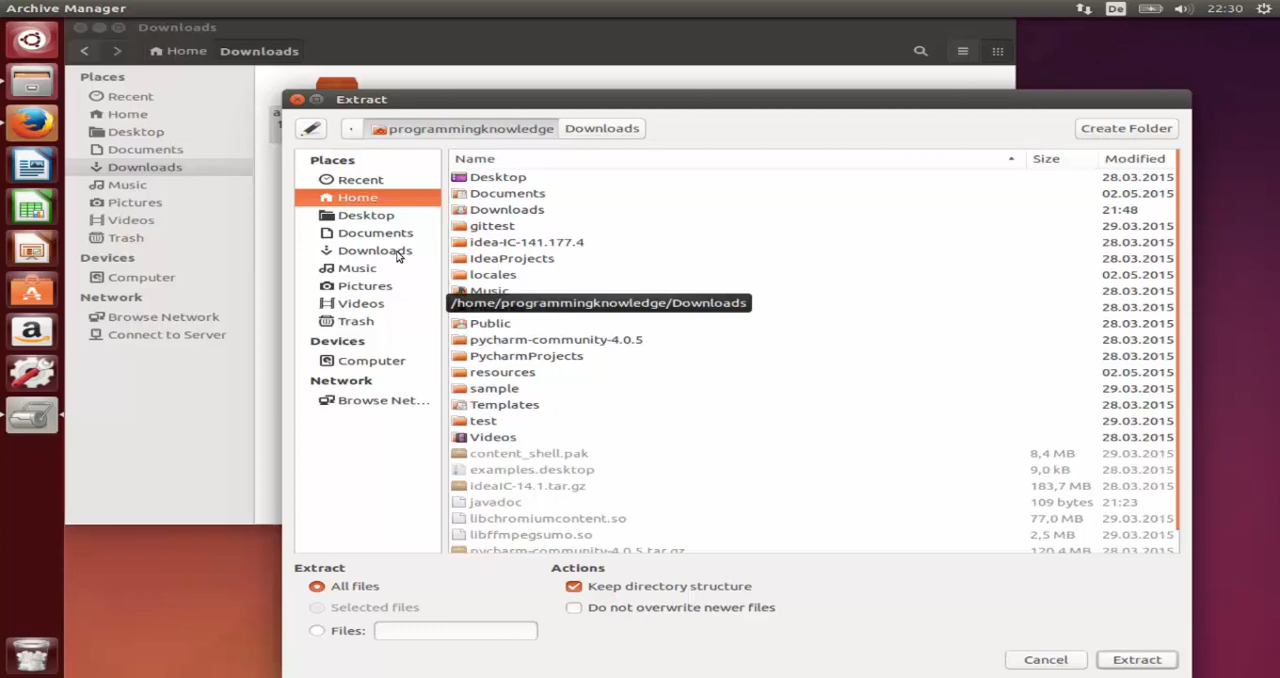 Archive Manager
De
22:30
Downloads
Home Downloads
Places
Recent
Home
Desktop
Documents
Downloads
Music
Pictures
Videos
Trash
Devices
Computer
Network
Browse Network
Connect to Server
a
1
Extract
programmingknowledge Downloads
Create Folder
Places
Recent
Home
Desktop
Documents
Downloads
Music
Pictures
Videos
Trash
Devices
Computer
Network
Browse Net...
Name Size Modified
Desktop 28.03.2015
Documents 02.05.2015
Downloads 21:48
gittest 29.03.2015
idea-IC-141.177.4 28.03.2015
IdeaProjects 28.03.2015
locales 02.05.2015
Music 28.03.2015
/home/programmingknowledge/Downloads 28.03.2015
Public 28.03.2015
pycharm-community-4.0.5 28.03.2015
PycharmProjects 28.03.2015
resources 02.05.2015
sample 29.03.2015
Templates 28.03.2015
test 29.03.2015
Videos 28.03.2015
content_shell.pak 8,4 MB 29.03.2015
examples.desktop 9,0 kB 28.03.2015
ideaIC-14.1.tar.gz 183,7 MB 28.03.2015
javadoc 109 bytes 21:23
libchromiumcontent.so 77,0 MB 29.03.2015
libffmpegsumo.so 2,5 MB 29.03.2015
pycharm-community-4.0.5.tar.gz 120,4 MB 28.03.2015
Extract
All files
Selected files
Files:
Actions
Keep directory structure
Do not overwrite newer files
Cancel
Extract